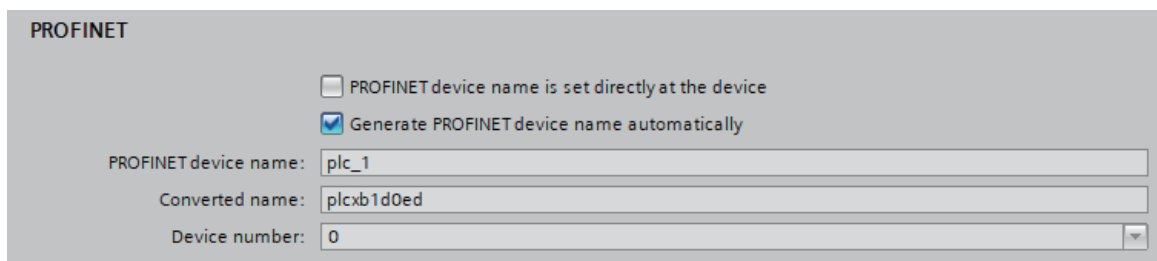 PROFINET
PROFINET device name is set directly at the device
Generate PROFINET device name automatically
PROFINET device name: plc_1
Converted name: plcxb1d0ed
Device number: 0